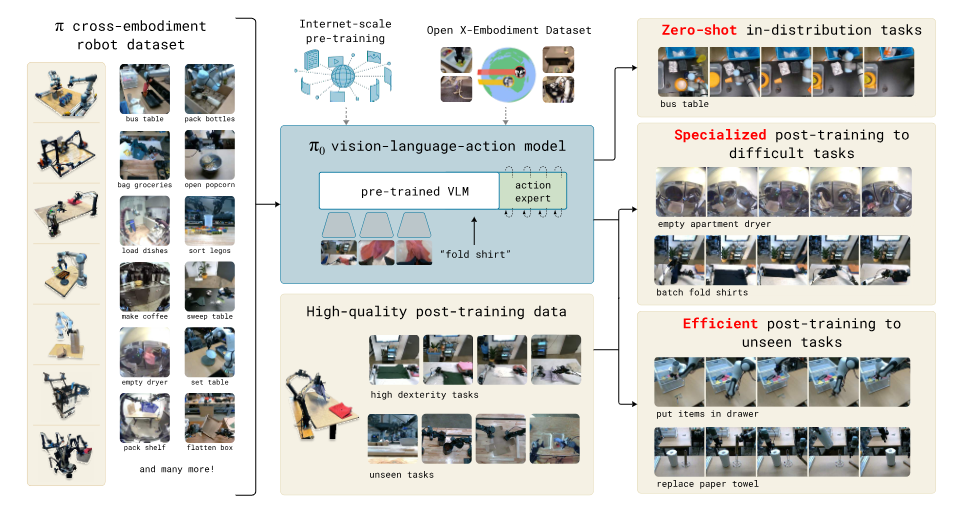 π cross-embodiment
robot dataset
bus table
pack bottles
bag groceries
open popcorn
load dishes
sort legos
make coffee
sweep table
empty dryer
set table
pack shelf
flatten box
and many more!
Internet-scale
pre-training
Open X-Embodiment Dataset
π₀ vision-language-action model
pre-trained VLM
action
expert
"fold shirt"
High-quality post-training data
high dexterity tasks
unseen tasks
Zero-shot in-distribution tasks
bus table
Specialized post-training to
difficult tasks
empty apartment dryer
batch fold shirts
Efficient post-training to
unseen tasks
put items in drawer
replace paper towel